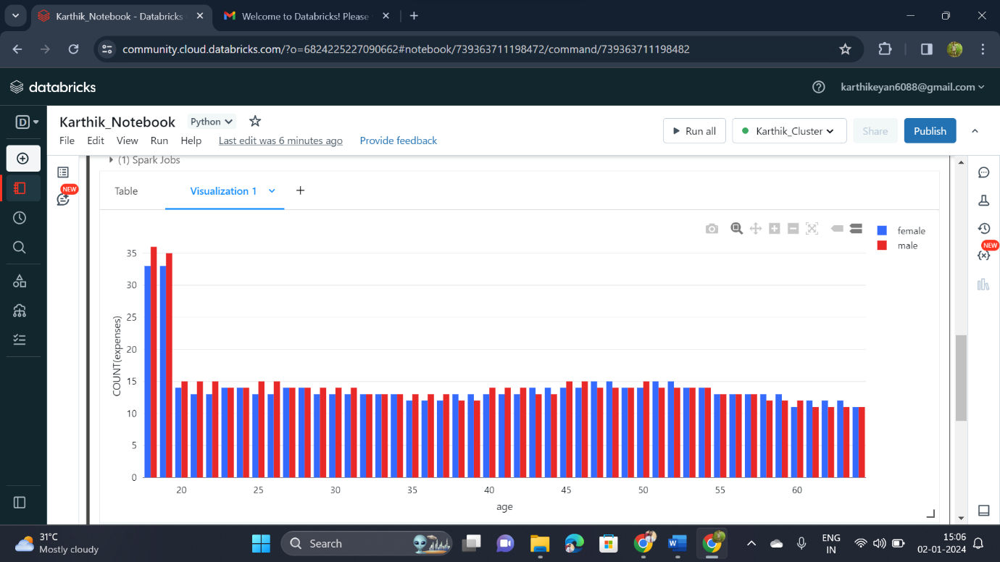 Karthik_Notebook - Databricks
Welcome to Databricks! Please
community.cloud.databricks.com/?o=6824225227090662#notebook/739363711198472/command/739363711198482
databricks
karthikeyan6088@gmail.com
D
Karthik_Notebook Python
File Edit View Run Help Last edit was 6 minutes ago Provide feedback
Run all Karthik_Cluster Share Publish
(1) Spark Jobs
NEW
Table Visualization 1 +
female
male
NEW
COUNT(expenses)
35
30
25
20
15
10
5
0
20 25 30 35 40 45 50 55 60
age
31°C
Mostly cloudy
Search
ENG
IN
15:06
02-01-2024